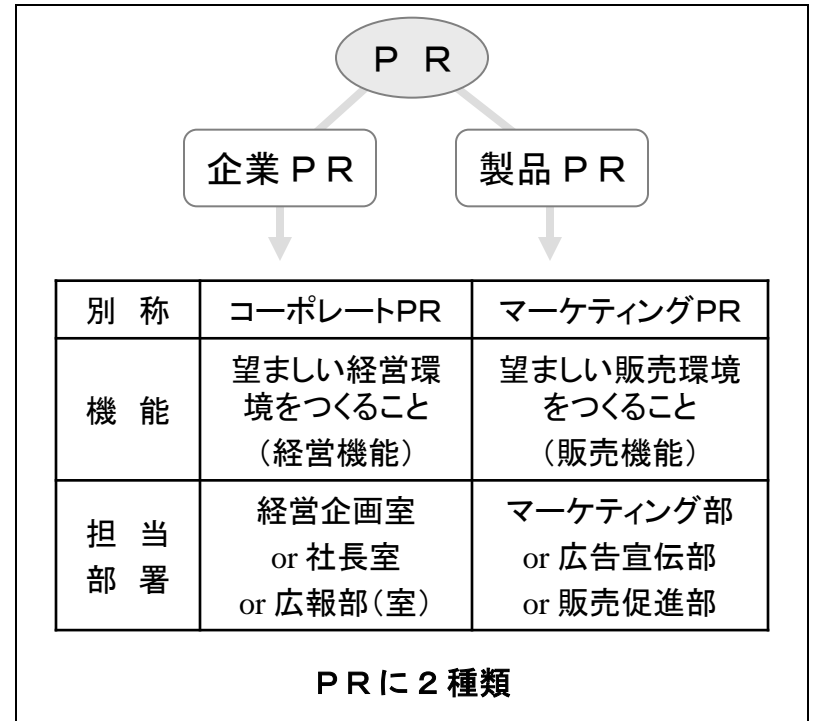 ＰＲ
企業ＰＲ
製品ＰＲ
別称
コーポレートPR
マーケティングPR
機能
望ましい経営環
境をつくること
（経営機能）
望ましい販売環境
をつくること
（販売機能）
担当
部署
経営企画室
or 社長室
or 広報部（室）
マーケティング部
or 広告宣伝部
or 販売促進部
ＰＲに２種類